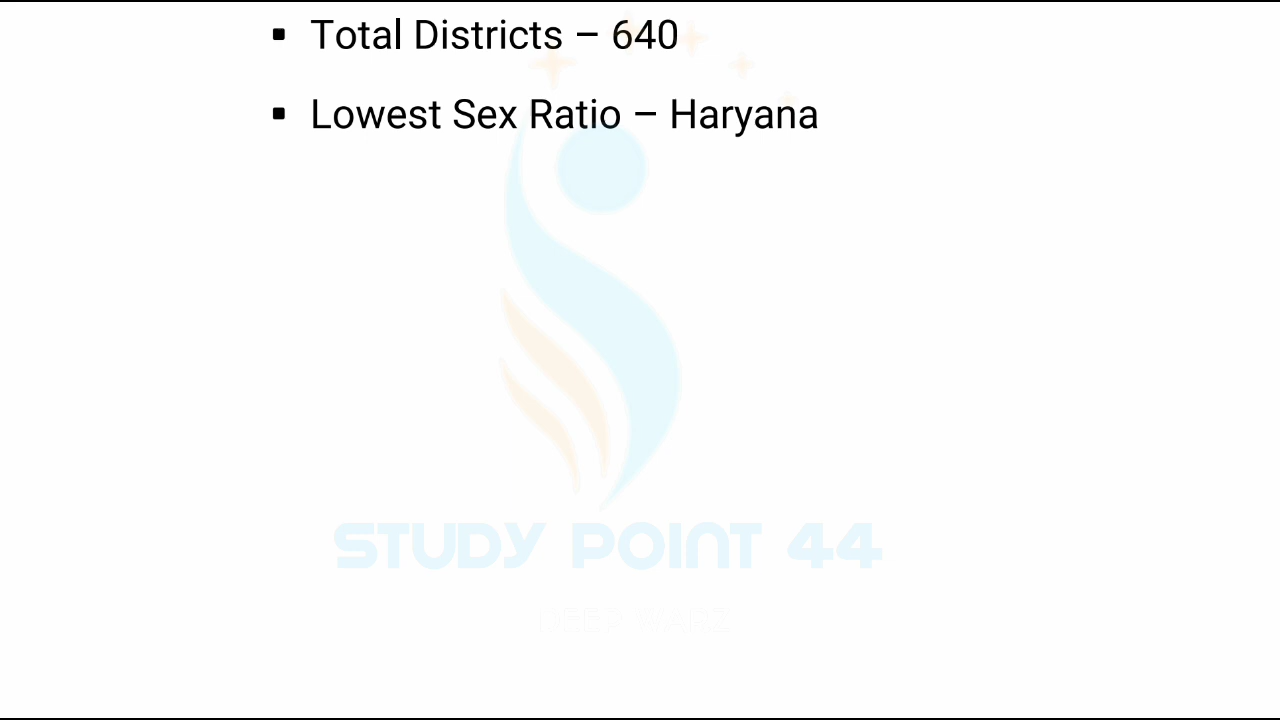 ▪ Total Districts – 640
▪ Lowest Sex Ratio – Haryana
STUDY POINT 44